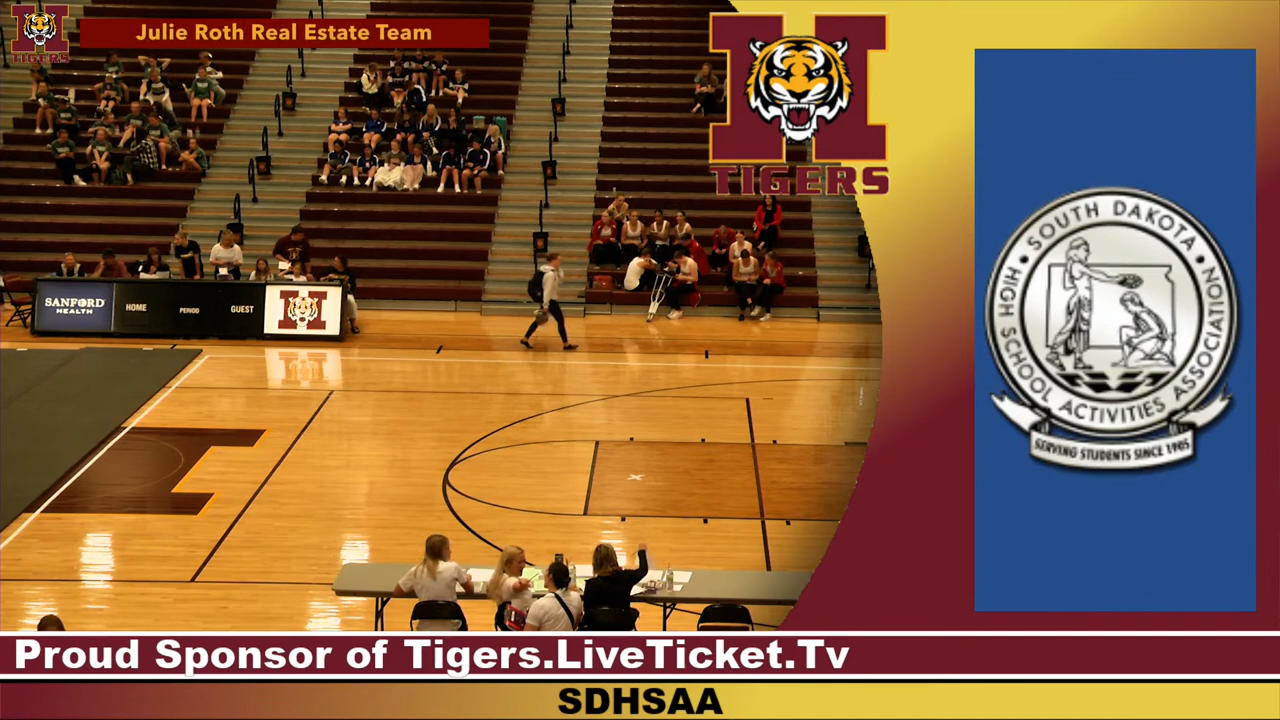 TIGERS
Julie Roth Real Estate Team
H
TIGERS
SOUTH DAKOTA
HIGH SCHOOL ACTIVITIES ASSOCIATION
SERVING STUDENTS SINCE 1905
SANFORD
HEALTH
HOME
PERIOD
GUEST
H
Proud Sponsor of Tigers.LiveTicket.Tv
SDHSAA